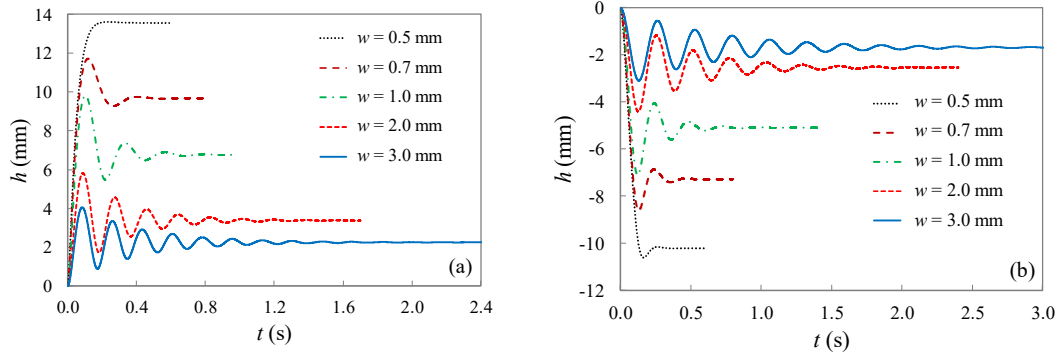 14
12
10
8
6
4
2
0
h (mm)
w = 0.5 mm
w = 0.7 mm
w = 1.0 mm
w = 2.0 mm
w = 3.0 mm
(a)
0.0 0.4 0.8 1.2 1.6 2.0 2.4
t (s)
0
-2
-4
-6
-8
-10
-12
h (mm)
w = 0.5 mm
w = 0.7 mm
w = 1.0 mm
w = 2.0 mm
w = 3.0 mm
(b)
0.0 0.5 1.0 1.5 2.0 2.5 3.0
t (s)